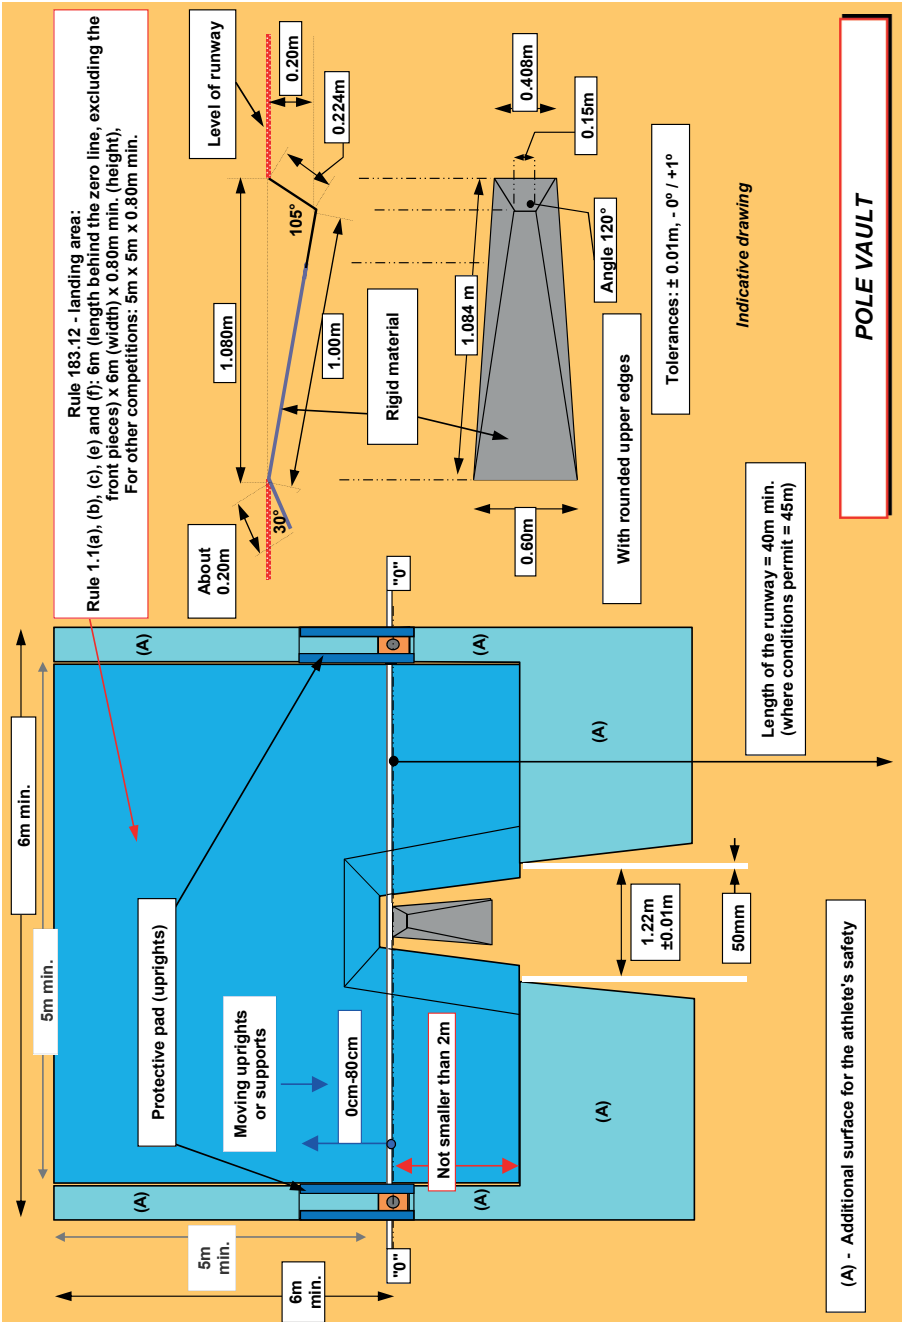 Rule 183.12 - landing area:
Rule 1.1(a), (b), (c), (e) and (f): 6m (length behind the zero line, excluding the
front pieces) x 6m (width) x 0.80m min. (height),
For other competitions: 5m x 5m x 0.80m min.
6m min.
5m min.
(A)
(A)
Protective pad (uprights)
Moving uprights
or supports
0cm-80cm
Not smaller than 2m
5m
min.
6m
min.
"0"
"0"
(A)
(A)
(A)
(A)
1.22m
±0.01m
50mm
Length of the runway = 40m min.
(where conditions permit = 45m)
(A) - Additional surface for the athlete's safety
Level of runway
About
0.20m
30°
1.080m
105°
0.20m
0.224m
1.00m
Rigid material
0.60m
1.084 m
0.408m
0.15m
Angle 120°
With rounded upper edges
Tolerances: ± 0.01m, - 0° / +1°
Indicative drawing
POLE VAULT